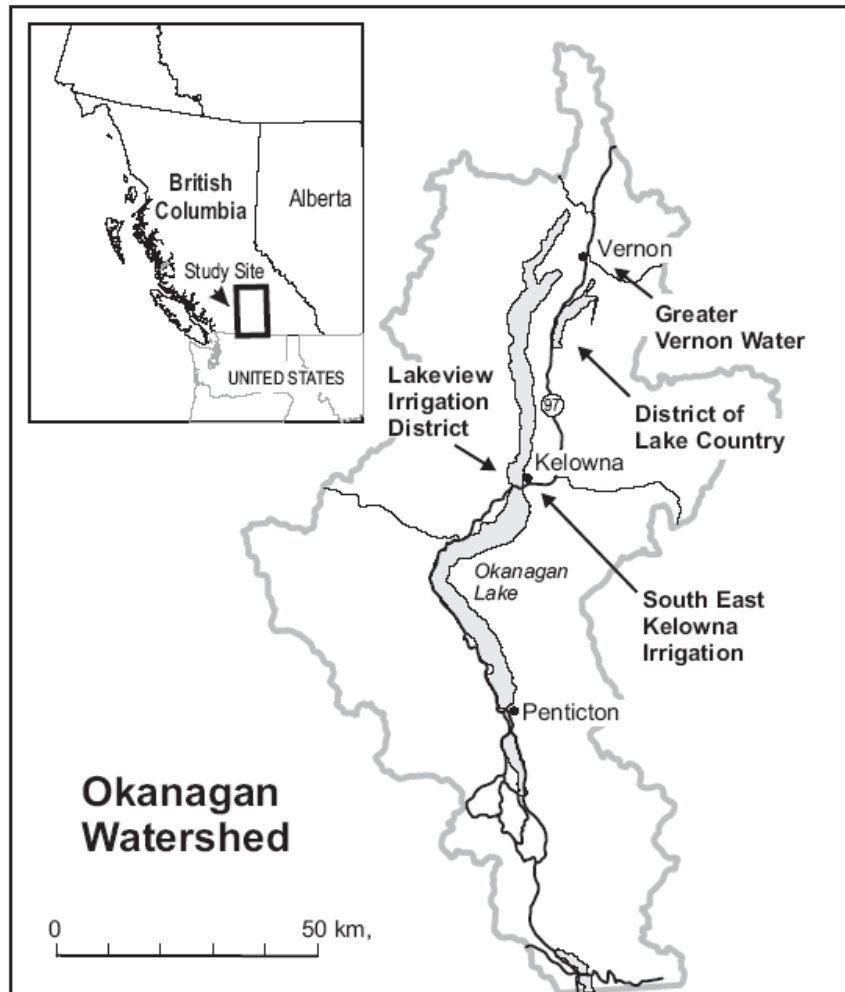 British
Columbia
Alberta
Study Site
UNITED STATES
Vernon
Greater
Vernon Water
Lakeview
Irrigation
District
97
District of
Lake Country
Kelowna
Okanagan
Lake
South East
Kelowna
Irrigation
Penticton
Okanagan
Watershed
0 50 km,